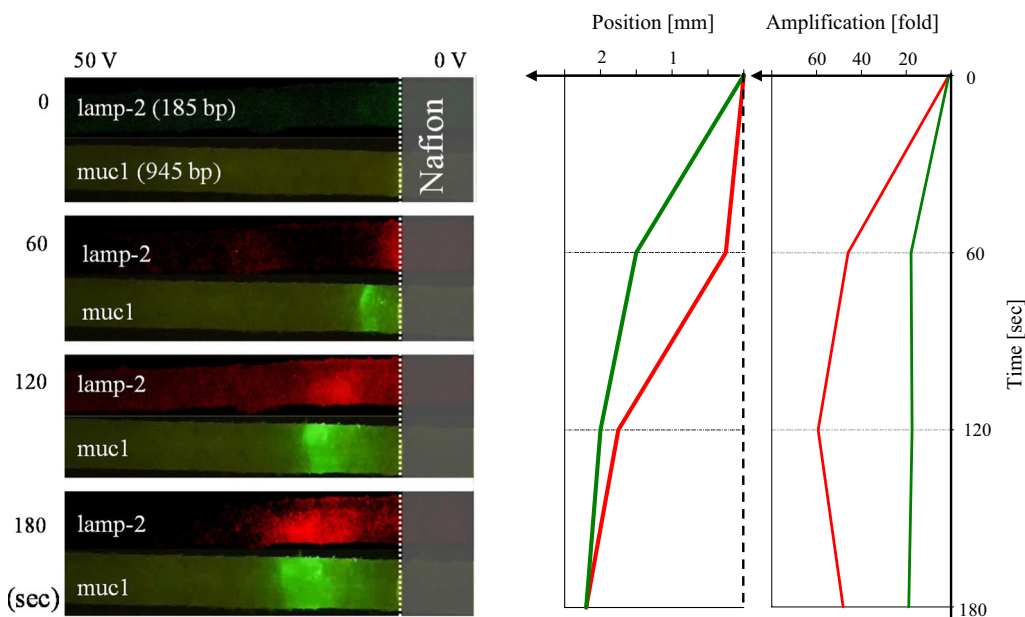 50 V
0 V
0
lamp-2 (185 bp)
muc1 (945 bp)
Nafion
60
lamp-2
muc1
120
lamp-2
muc1
180
(sec)
lamp-2
muc1
Position [mm]
2
1
Amplification [fold]
60
40
20
0
60
120
180
Time [sec]